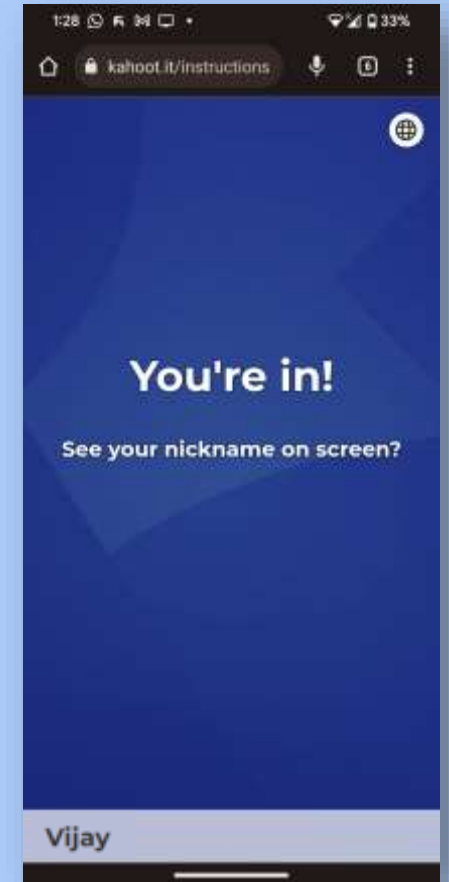 1:28 33%
kahoot.it/instructions 6
You're in!
See your nickname on screen?
Vijay